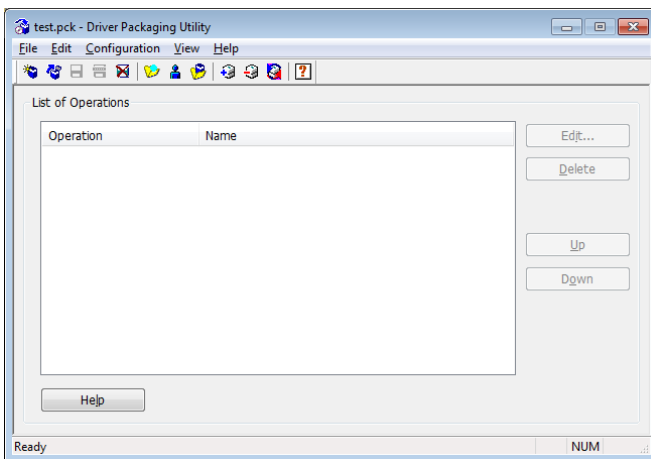 test.pck - Driver Packaging Utility
File Edit Configuration View Help
?
List of Operations
Operation Name
Edit...
Delete
Up
Down
Help
Ready NUM